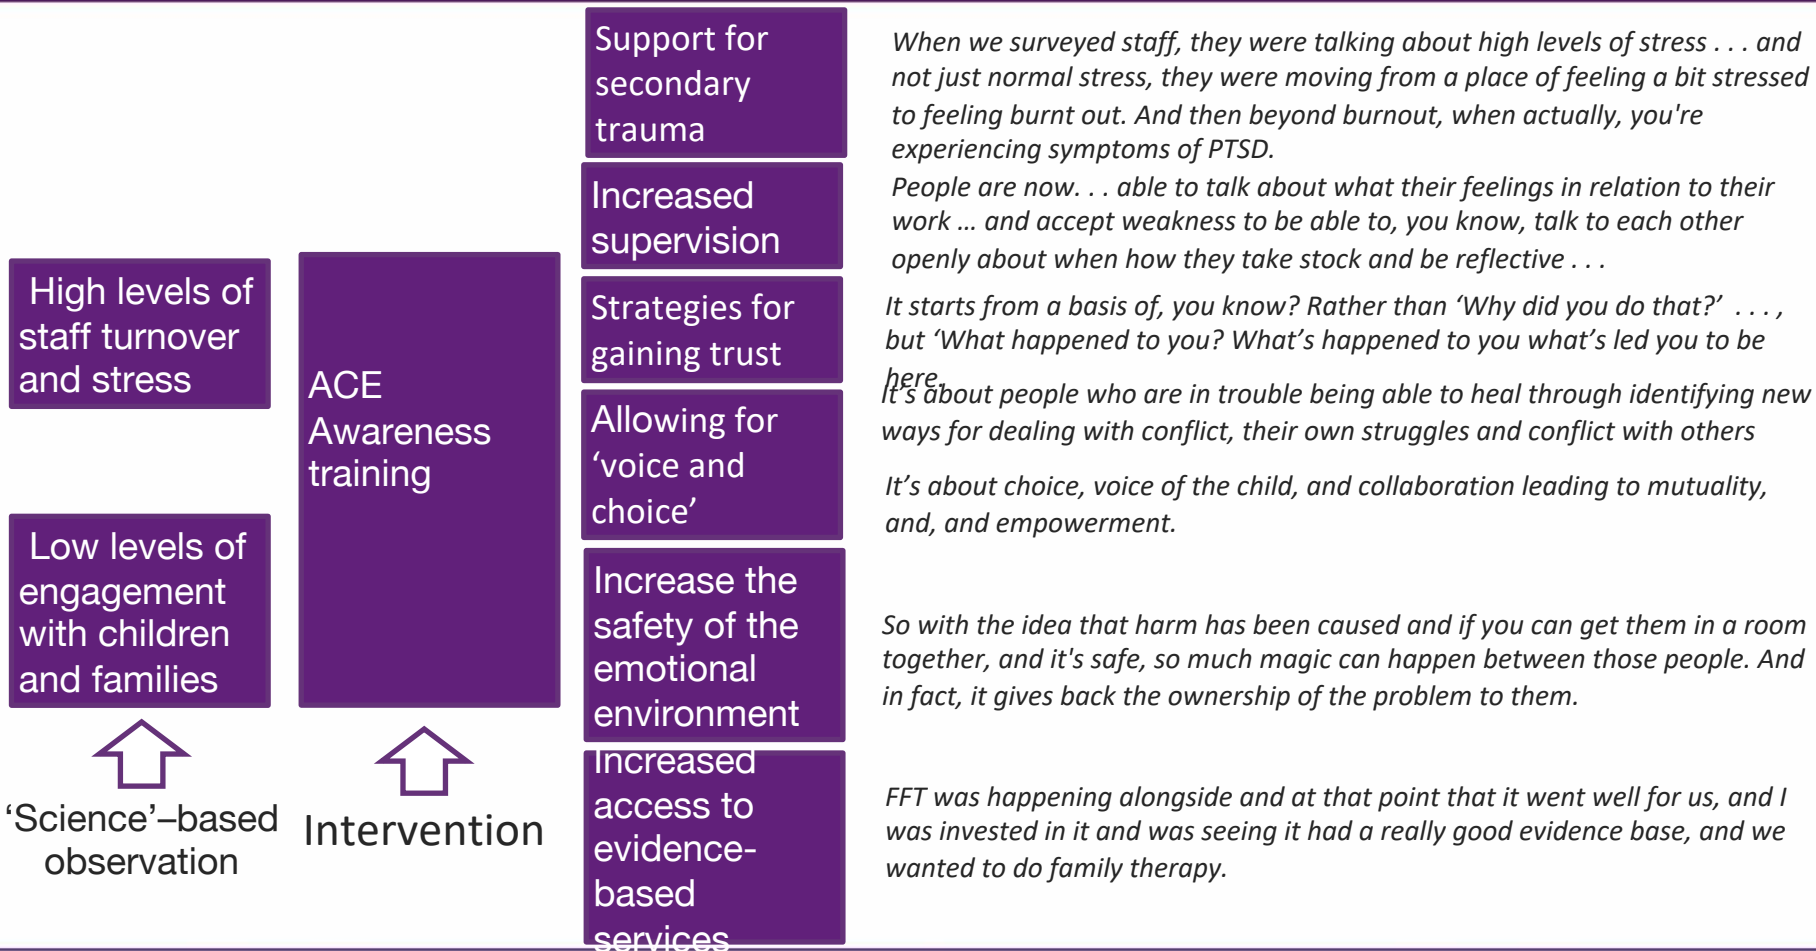 High levels of
staff turnover
and stress
Low levels of
engagement
with children
and families
‘Science’–based
observation
ACE
Awareness
training
Intervention
Support for
secondary
trauma
Increased
supervision
Strategies for
gaining trust
Allowing for
‘voice and
choice’
Increase the
safety of the
emotional
environment
Increased
access to
evidence-
based
services
When we surveyed staff, they were talking about high levels of stress . . . and
not just normal stress, they were moving from a place of feeling a bit stressed
to feeling burnt out. And then beyond burnout, when actually, you're
experiencing symptoms of PTSD.
People are now. . . able to talk about what their feelings in relation to their
work … and accept weakness to be able to, you know, talk to each other
openly about when how they take stock and be reflective . . .
It starts from a basis of, you know? Rather than ‘Why did you do that?’ . . . ,
but ‘What happened to you? What’s happened to you what’s led you to be
here.
It’s about people who are in trouble being able to heal through identifying new
ways for dealing with conflict, their own struggles and conflict with others
It’s about choice, voice of the child, and collaboration leading to mutuality,
and, and empowerment.
So with the idea that harm has been caused and if you can get them in a room
together, and it's safe, so much magic can happen between those people. And
in fact, it gives back the ownership of the problem to them.
FFT was happening alongside and at that point that it went well for us, and I
was invested in it and was seeing it had a really good evidence base, and we
wanted to do family therapy.